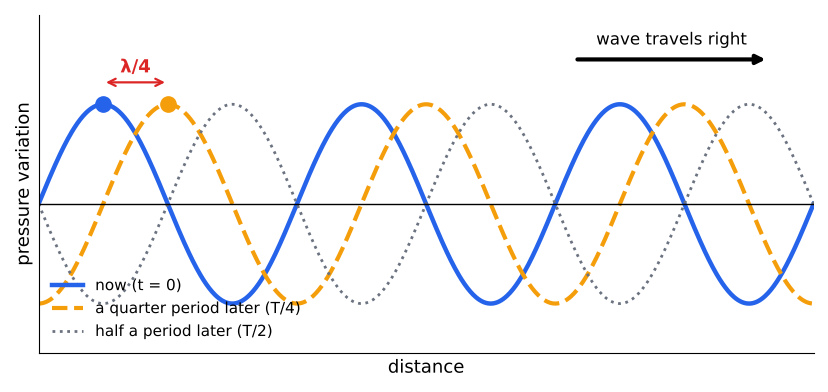 wave travels right
λ/4
pressure variation
now (t = 0)
a quarter period later (T/4)
half a period later (T/2)
distance